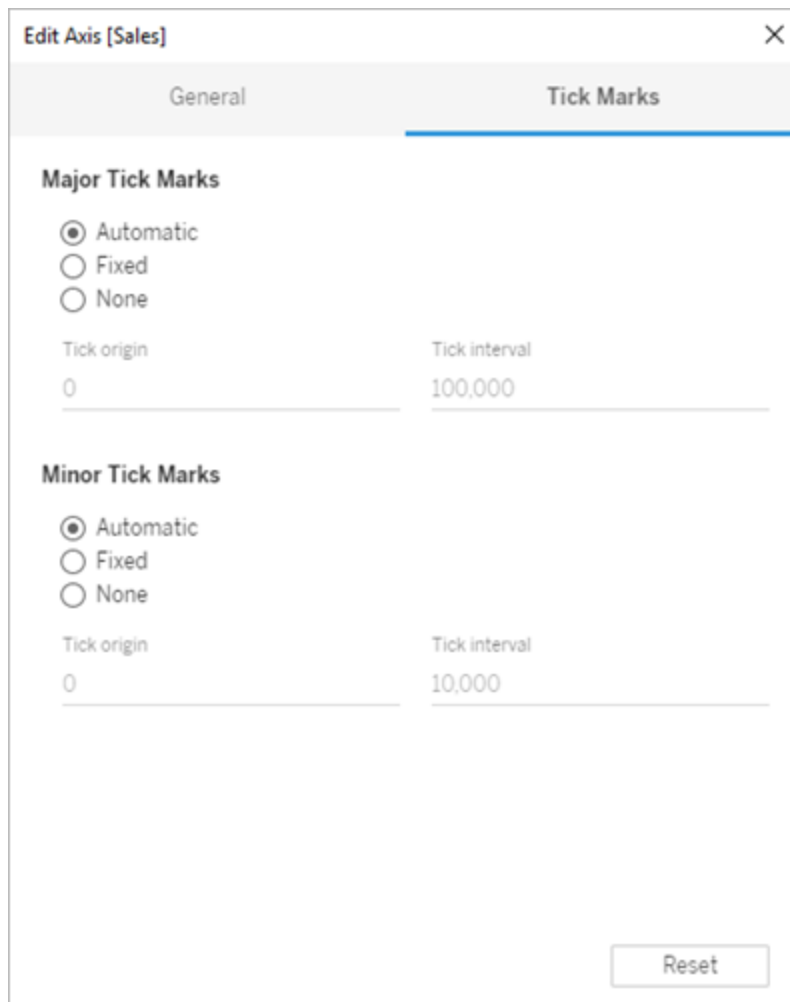 Edit Axis [Sales]
General Tick Marks
Major Tick Marks
Automatic
Fixed
None
Tick origin Tick interval
0 100,000
Minor Tick Marks
Automatic
Fixed
None
Tick origin Tick interval
0 10,000
Reset